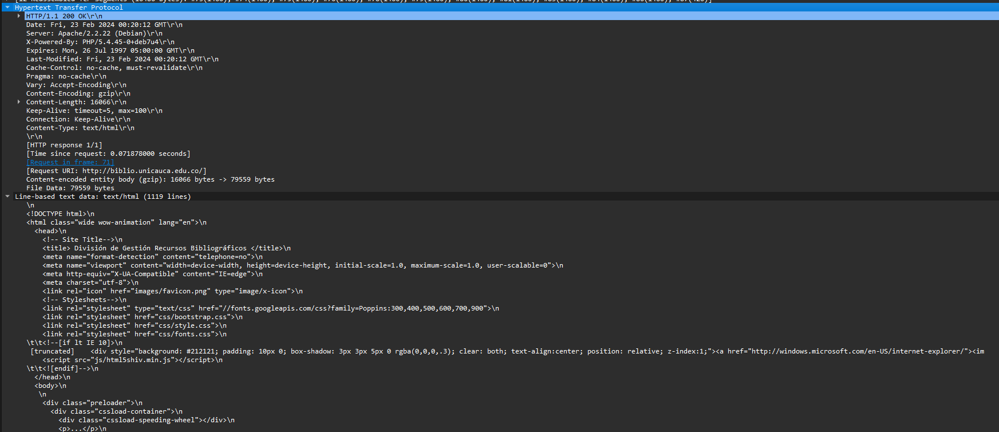 Hypertext Transfer Protocol
HTTP/1.1 200 OK\r\n
Date: Fri, 23 Feb 2024 00:20:12 GMT\r\n
Server: Apache/2.2.22 (Debian)\r\n
X-Powered-By: PHP/5.4.45-0+deb7u4\r\n
Expires: Mon, 26 Jul 1997 05:00:00 GMT\r\n
Last-Modified: Fri, 23 Feb 2024 00:20:12 GMT\r\n
Cache-Control: no-cache, must-revalidate\r\n
Pragma: no-cache\r\n
Vary: Accept-Encoding\r\n
Content-Encoding: gzip\r\n
Content-Length: 16066\r\n
Keep-Alive: timeout=5, max=100\r\n
Connection: Keep-Alive\r\n
Content-Type: text/html\r\n
\r\n
[HTTP response 1/1]
[Time since request: 0.071878000 seconds]
[Request in frame: 71]
[Request URI: http://biblio.unicauca.edu.co/]
Content-encoded entity body (gzip): 16066 bytes -> 79559 bytes
File Data: 79559 bytes
Line-based text data: text/html (1119 lines)
\n
<!DOCTYPE html>\n
<html class="wide wow-animation" lang="en">\n
<head>\n
<!-- Site Title-->\n
<title> División de Gestión Recursos Bibliográficos </title>\n
<meta name="format-detection" content="telephone=no">\n
<meta name="viewport" content="width=device-width, height=device-height, initial-scale=1.0, maximum-scale=1.0, user-scalable=0">\n
<meta http-equiv="X-UA-Compatible" content="IE=edge">\n
<meta charset="utf-8">\n
<link rel="icon" href="images/favicon.png" type="image/x-icon">\n
<!-- Stylesheets-->\n
<link rel="stylesheet" type="text/css" href="//fonts.googleapis.com/css?family=Poppins:300,400,500,600,700,900">\n
<link rel="stylesheet" href="css/bootstrap.css">\n
<link rel="stylesheet" href="css/style.css">\n
<link rel="stylesheet" href="css/fonts.css">\n
\t\t<!--[if lt IE 10]>\n
[truncated]    <div style="background: #212121; padding: 10px 0; box-shadow: 3px 3px 5px 0 rgba(0,0,0,.3); clear: both; text-align:center; position: relative; z-index:1;"><a href="http://windows.microsoft.com/en-US/internet-explorer/"><im
<script src="js/html5shiv.min.js"></script>\n
\t\t<![endif]-->\n
</head>\n
<body>\n
\n
<div class="preloader">\n
<div class="cssload-container">\n
<div class="cssload-speeding-wheel"></div>\n
<p>...</p>\n